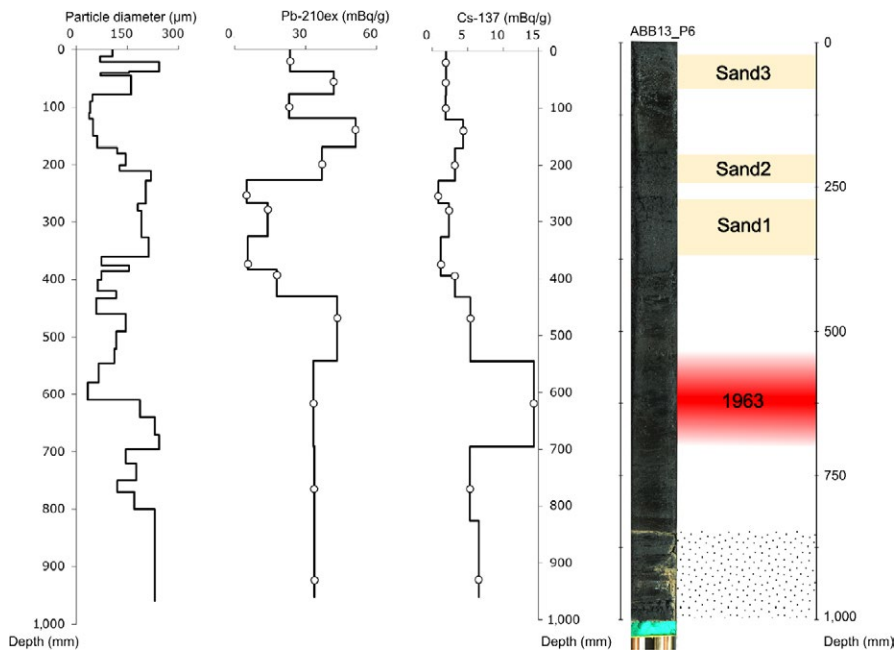 Particle diameter (µm)
0 150 300
0
100
200
300
400
500
600
700
800
900
1,000
Depth (mm)
Pb-210ex (mBq/g)
0 30 60
Cs-137 (mBq/g)
0 5 10 15
0
100
200
300
400
500
600
700
800
900
1,000
Depth (mm)
ABB13_P6
Sand3
Sand2
Sand1
1963
0
250
500
750
1,000
Depth (mm)